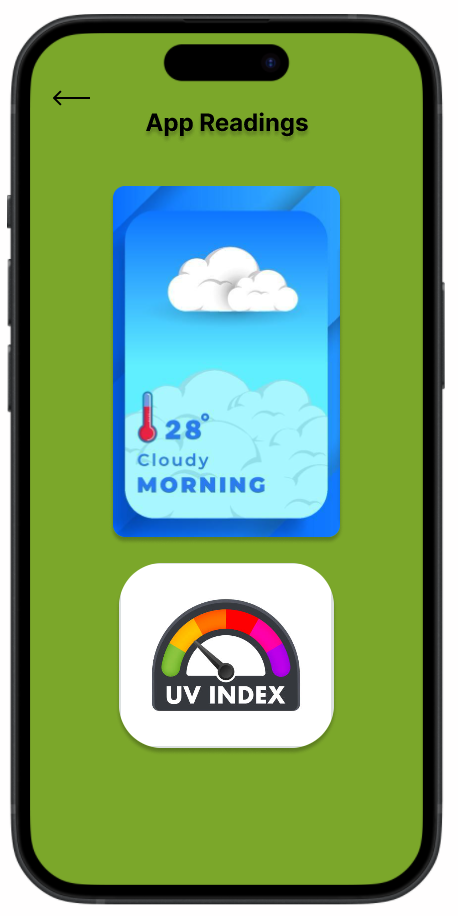 App Readings
28°
Cloudy
MORNING
UV INDEX